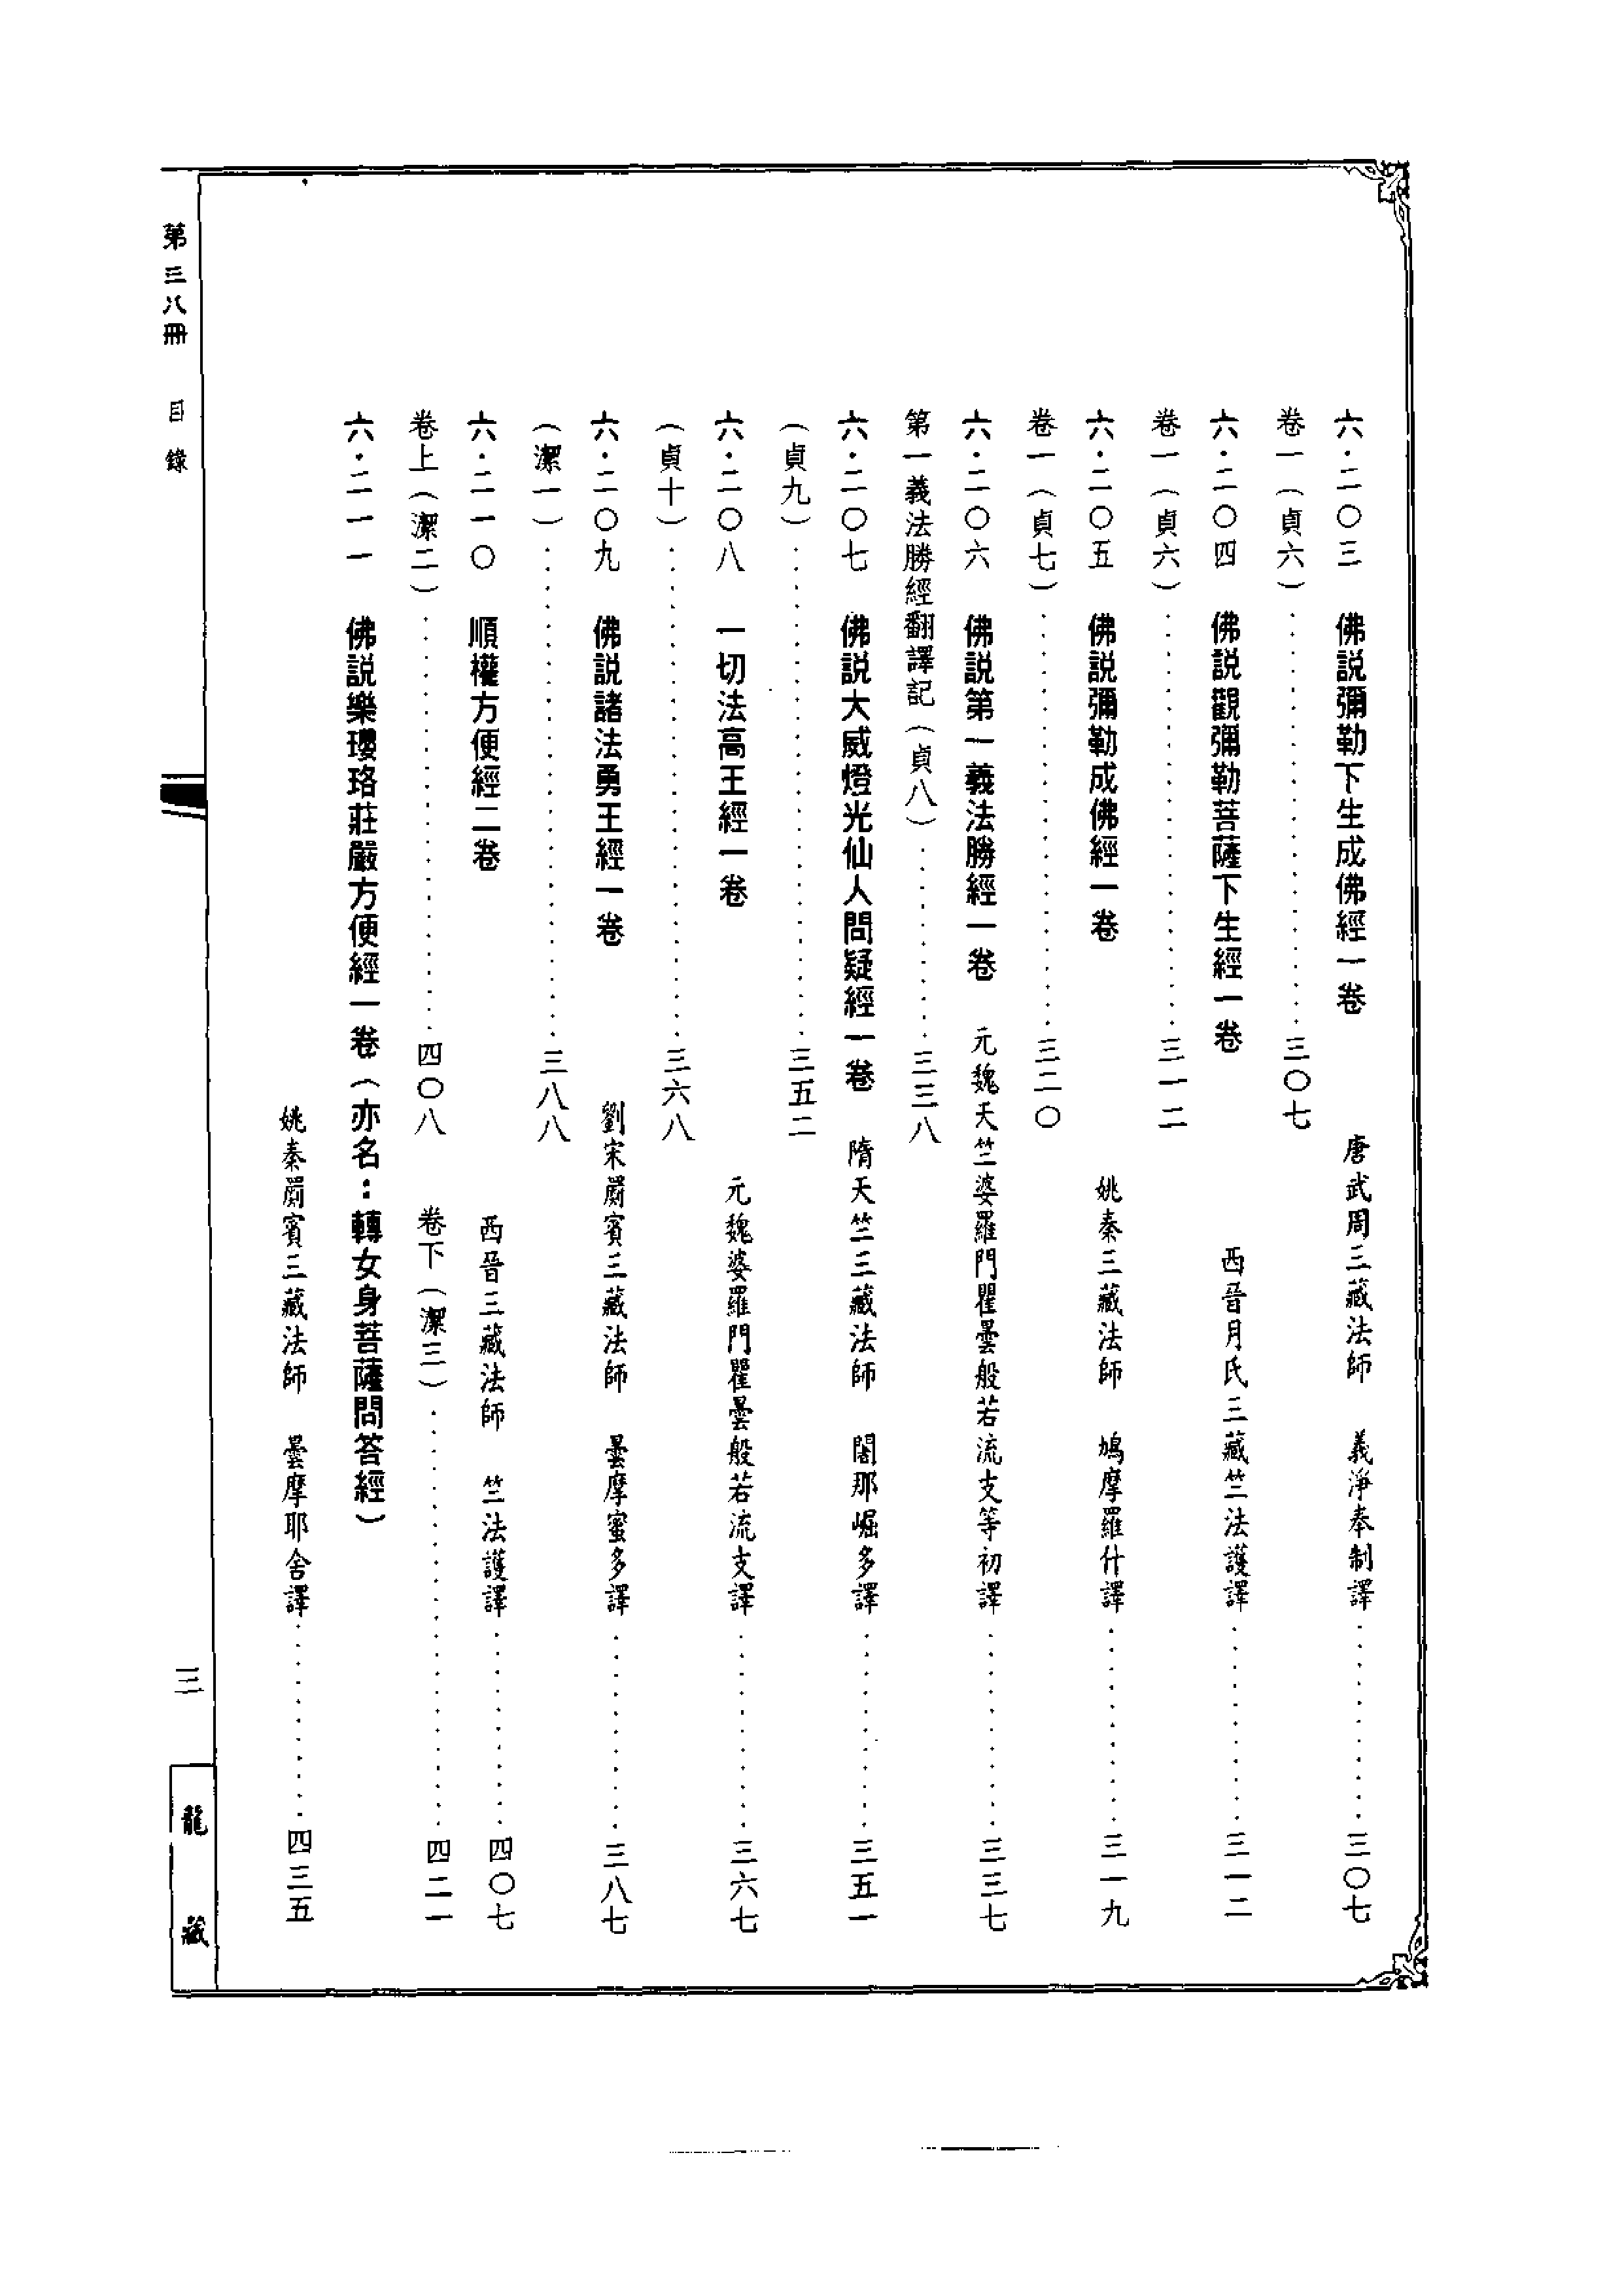 六·二〇三　佛説彌勒下生成佛經一卷　唐武周三藏法師　義淨奉制譯…………三〇七
卷一（貞六）…………三〇七
六·二〇四　佛説觀彌勒菩薩下生經一卷　西晉月氏三藏竺法護譯…………三一二
卷一（貞六）…………三一二
六·二〇五　佛説彌勒成佛經一卷　姚秦三藏法師　鳩摩羅什譯…………三一九
卷一（貞七）…………三二〇
六·二〇六　佛説第一義法勝經一卷　元魏天竺婆羅門瞿曇般若流支等初譯…………三三七
第一義法勝經翻譯記（貞八）…………三三八
六·二〇七　佛説大威燈光仙人問疑經一卷　隋天竺三藏法師　闍那崛多譯…………三五一
（貞九）…………三五二
六·二〇八　一切法高王經一卷　元魏婆羅門瞿曇般若流支譯…………三六七
（貞十）…………三六八
六·二〇九　佛説諸法勇王經一卷　劉宋罽賓三藏法師　曇摩蜜多譯…………三八七
（潔一）…………三八八
六·二一〇　順權方便經二卷　西晉三藏法師　竺法護譯…………四〇七
卷上（潔二）…………四〇八　卷下（潔三）…………四二一
六·二一一　佛説樂瓔珞莊嚴方便經一卷（亦名：轉女身菩薩問答經）
姚秦罽賓三藏法師　曇摩耶舍譯…………四三五
第三八冊　目錄
三
龍藏